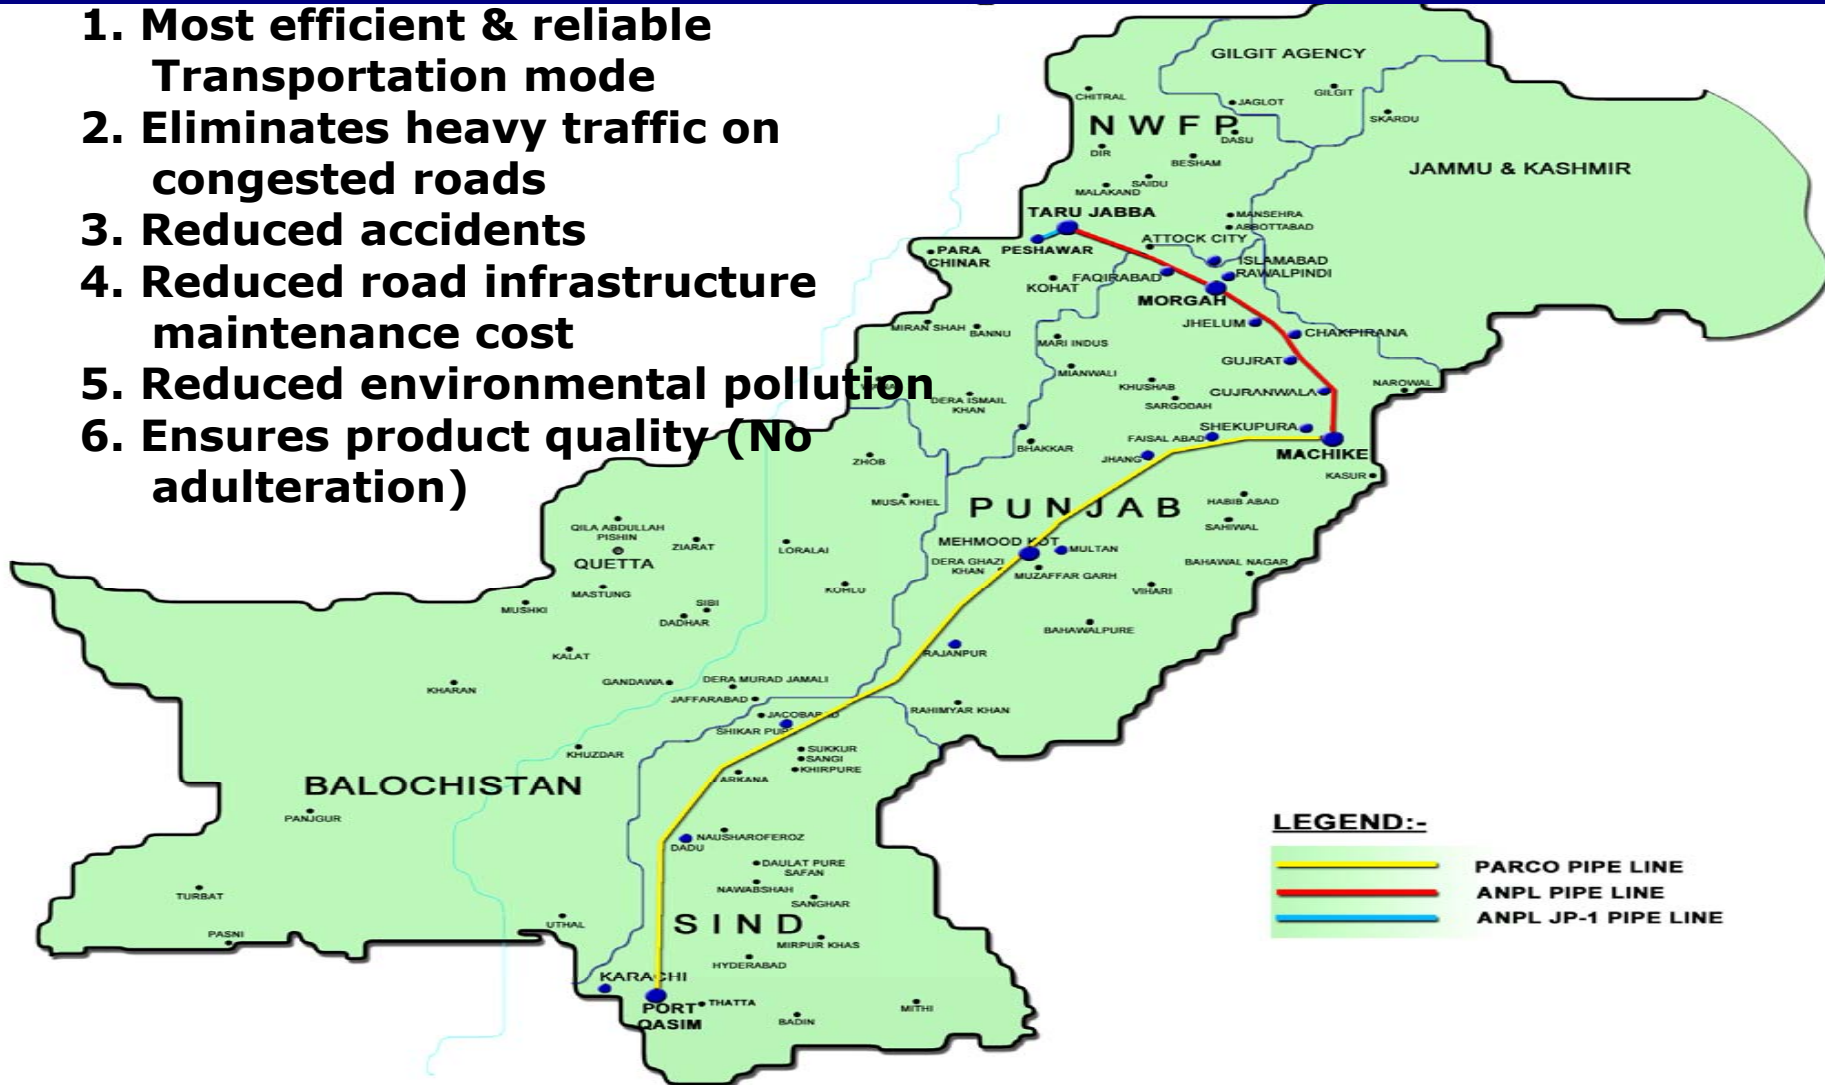 1. Most efficient & reliable
Transportation mode
2. Eliminates heavy traffic on
congested roads
3. Reduced accidents
4. Reduced road infrastructure
maintenance cost
5. Reduced environmental pollution
6. Ensures product quality (No
adulteration)
GILGIT AGENCY
CHITRAL
JAGLOT
GILGIT
SKARDU
NWFP
DASU
DIR
BESHAM
JAMMU & KASHMIR
SAIDU
MALAKAND
TARU JABBA
MANSEHRA
ABBOTTABAD
PESHAWAR
ATTOCK CITY
PARA
CHINAR
ISLAMABAD
RAWALPINDI
FAQIRABAD
KOHAT
MORGAH
JHELUM
CHAKPIRANA
MIRAN SHAH
BANNU
MARI INDUS
GUJRAT
MIANWALI
KHUSHAB
GUJRANWALA
NAROWAL
DERA ISMAIL
KHAN
SARGODAH
SHEKUPURA
FAISAL ABAD
BHAKKAR
MACHIKE
JHANG
ZHOB
KASUR
MUSA KHEL
PUNJAB
HABIB ABAD
SAHIWAL
QILA ABDULLAH
PISHIN
ZIARAT
LORALAI
MEHMOOD KOT
MULTAN
QUETTA
DERA GHAZI
KHAN
MUZAFFAR GARH
BAHAWAL NAGAR
MASTUNG
KOHLU
VIHARI
MUSHKI
SIBI
DADHAR
BAHAWALPURE
KALAT
RAJANPUR
KHARAN
GANDAWA
DERA MURAD JAMALI
JAFFARABAD
RAHIMYAR KHAN
JACOBABAD
SHIKAR PUR
KHUZDAR
SUKKUR
SANGI
KHIRPURE
LARKANA
BALOCHISTAN
PANJGUR
NAUSHAROFEROZ
DADU
DAULAT PURE
SAFAN
NAWABSHAH
SANGHAR
TURBAT
UTHAL
SIND
PASNI
MIRPUR KHAS
HYDERABAD
KARACHI
PORT
QASIM
THATTA
MITHI
BADIN
LEGEND:-
PARCO PIPE LINE
ANPL PIPE LINE
ANPL JP-1 PIPE LINE